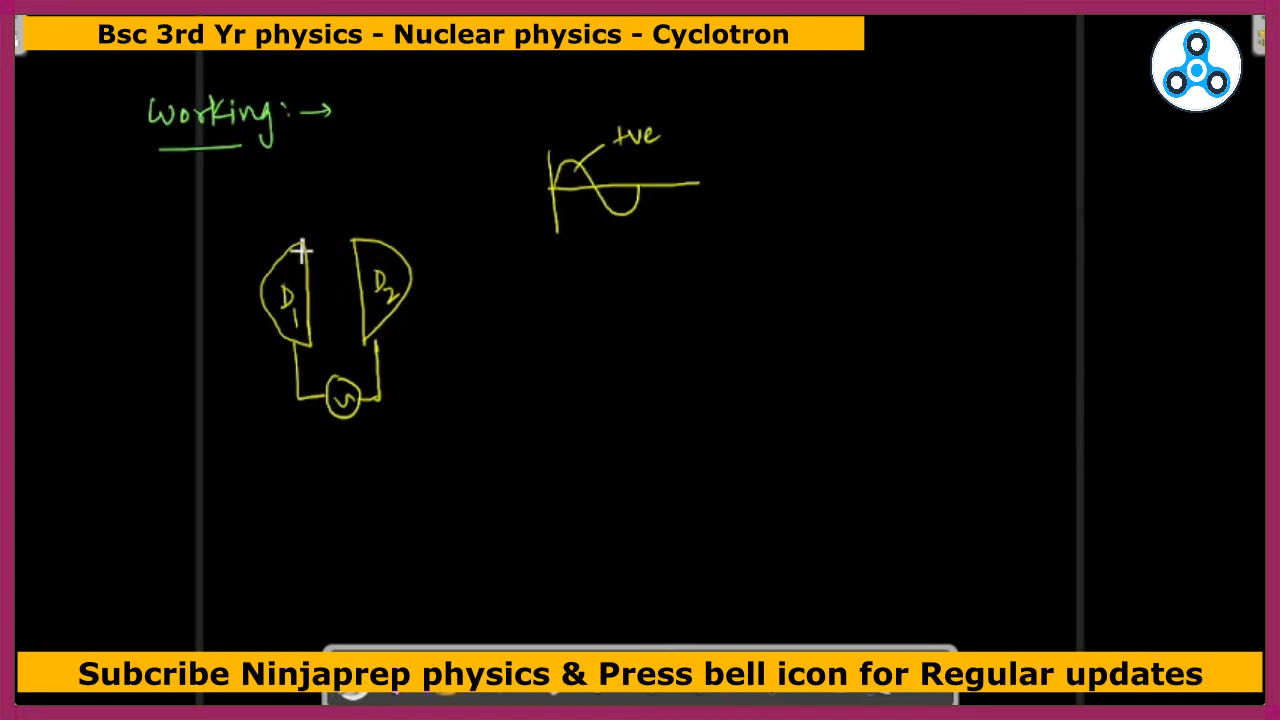 Bsc 3rd Yr physics - Nuclear physics - Cyclotron
Working:→
+ve
D1
D2
Subcribe Ninjaprep physics & Press bell icon for Regular updates